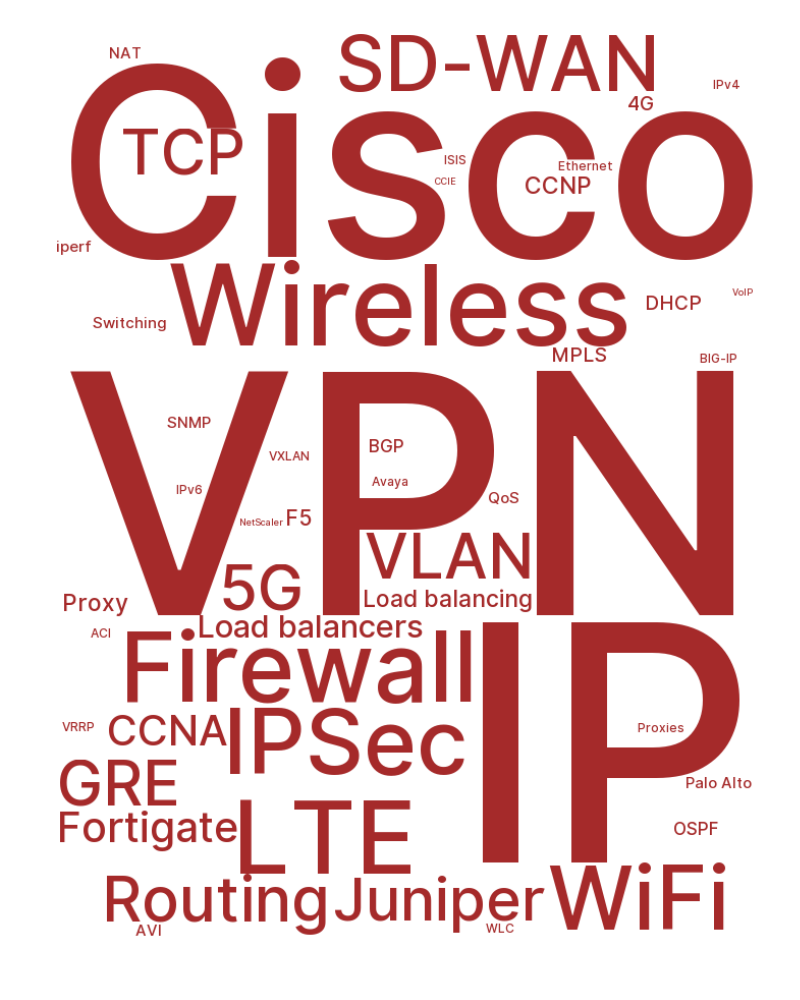 NAT
SD-WAN
IPv4
4G
Cisco
TCP
ISIS
Ethernet
CCIE
CCNP
iperf
Wireless
DHCP
VoIP
Switching
MPLS
BIG-IP
VPN
SNMP
BGP
VXLAN
Avaya
IPv6
QoS
NetScaler
F5
VLAN
5G
Load balancing
Proxy
Load balancers
ACI
Firewall
IP
VRRP
CCNA
IPSec
Proxies
GRE
Palo Alto
Fortigate
LTE
OSPF
Routing
Juniper
WiFi
AVI
WLC